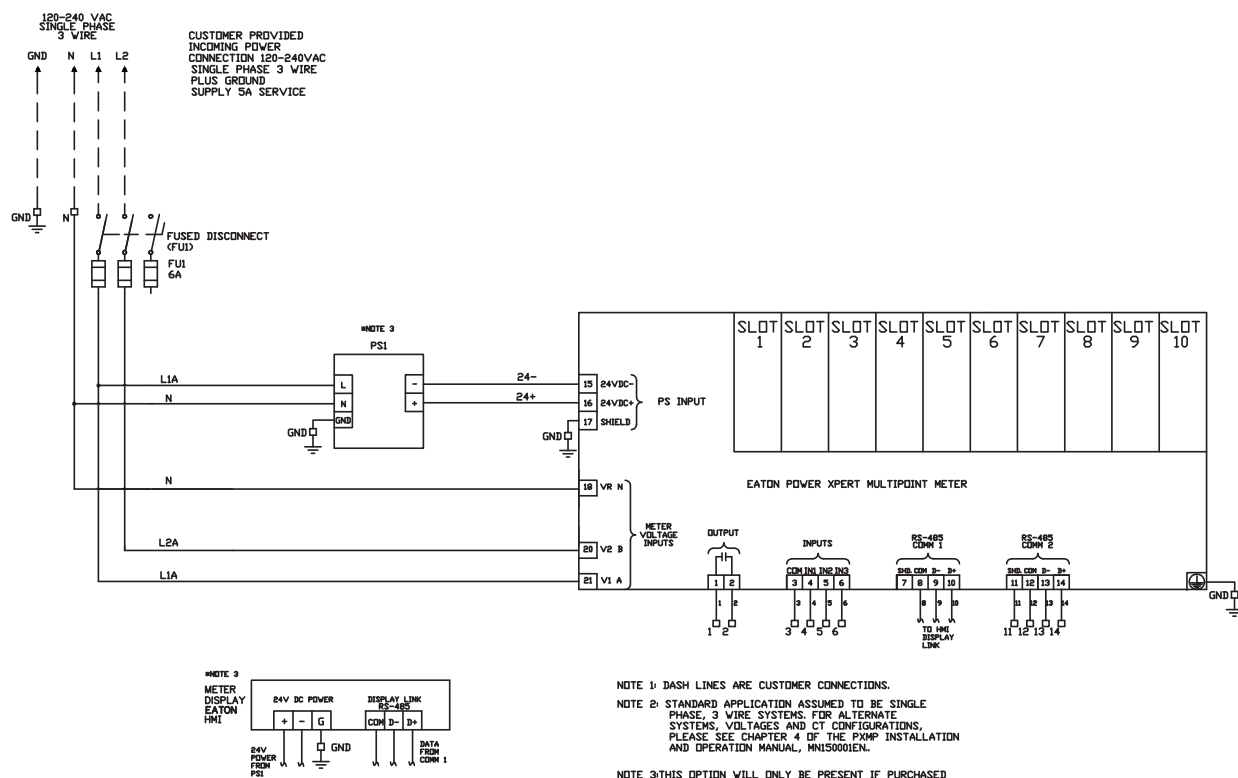 120-240 VAC
SINGLE PHASE
3 WIRE
GND N L1 L2
CUSTOMER PROVIDED
INCOMING POWER
CONNECTION 120-240VAC
SINGLE PHASE 3 WIRE
PLUS GROUND
SUPPLY 5A SERVICE
GND
N
FUSED DISCONNECT
(FU1)
FU1
6A
*NOTE 3
PS1
L1A
L
-
24-
N
N
+
24+
GND
GND
15 24VDC-
16 24VDC+
17 SHIELD
PS INPUT
GND
SLOT 1
SLOT 2
SLOT 3
SLOT 4
SLOT 5
SLOT 6
SLOT 7
SLOT 8
SLOT 9
SLOT 10
EATON POWER XPERT MULTIPOINT METER
N
18 VR N
L2A
20 V2 B
L1A
21 V1 A
METER
VOLTAGE
INPUTS
OUTPUT
1 2
1 2
1 2
INPUTS
COM IN1 IN2 IN3
3 4 5 6
3 4 5 6
3 4 5 6
RS-485
COMM 1
SHD. COM D- D+
7 8 9 10
8 9 10
TO HMI
DISPLAY
LINK
RS-485
COMM 2
SHD. COM D- D+
11 12 13 14
11 12 13 14
11 12 13 14
GND
*NOTE 3
METER
DISPLAY
EATON
HMI
24V DC POWER
+ - G
DISPLAY LINK
RS-485
COM D- D+
24V
POWER
FROM
PS1
GND
DATA
FROM
COMM 1
NOTE 1: DASH LINES ARE CUSTOMER CONNECTIONS.
NOTE 2: STANDARD APPLICATION ASSUMED TO BE SINGLE
PHASE, 3 WIRE SYSTEMS. FOR ALTERNATE
SYSTEMS, VOLTAGES AND CT CONFIGURATIONS,
PLEASE SEE CHAPTER 4 OF THE PXMP INSTALLATION
AND OPERATION MANUAL, MN150001EN..
NOTE 3:THIS OPTION WILL ONLY BE PRESENT IF PURCHASED